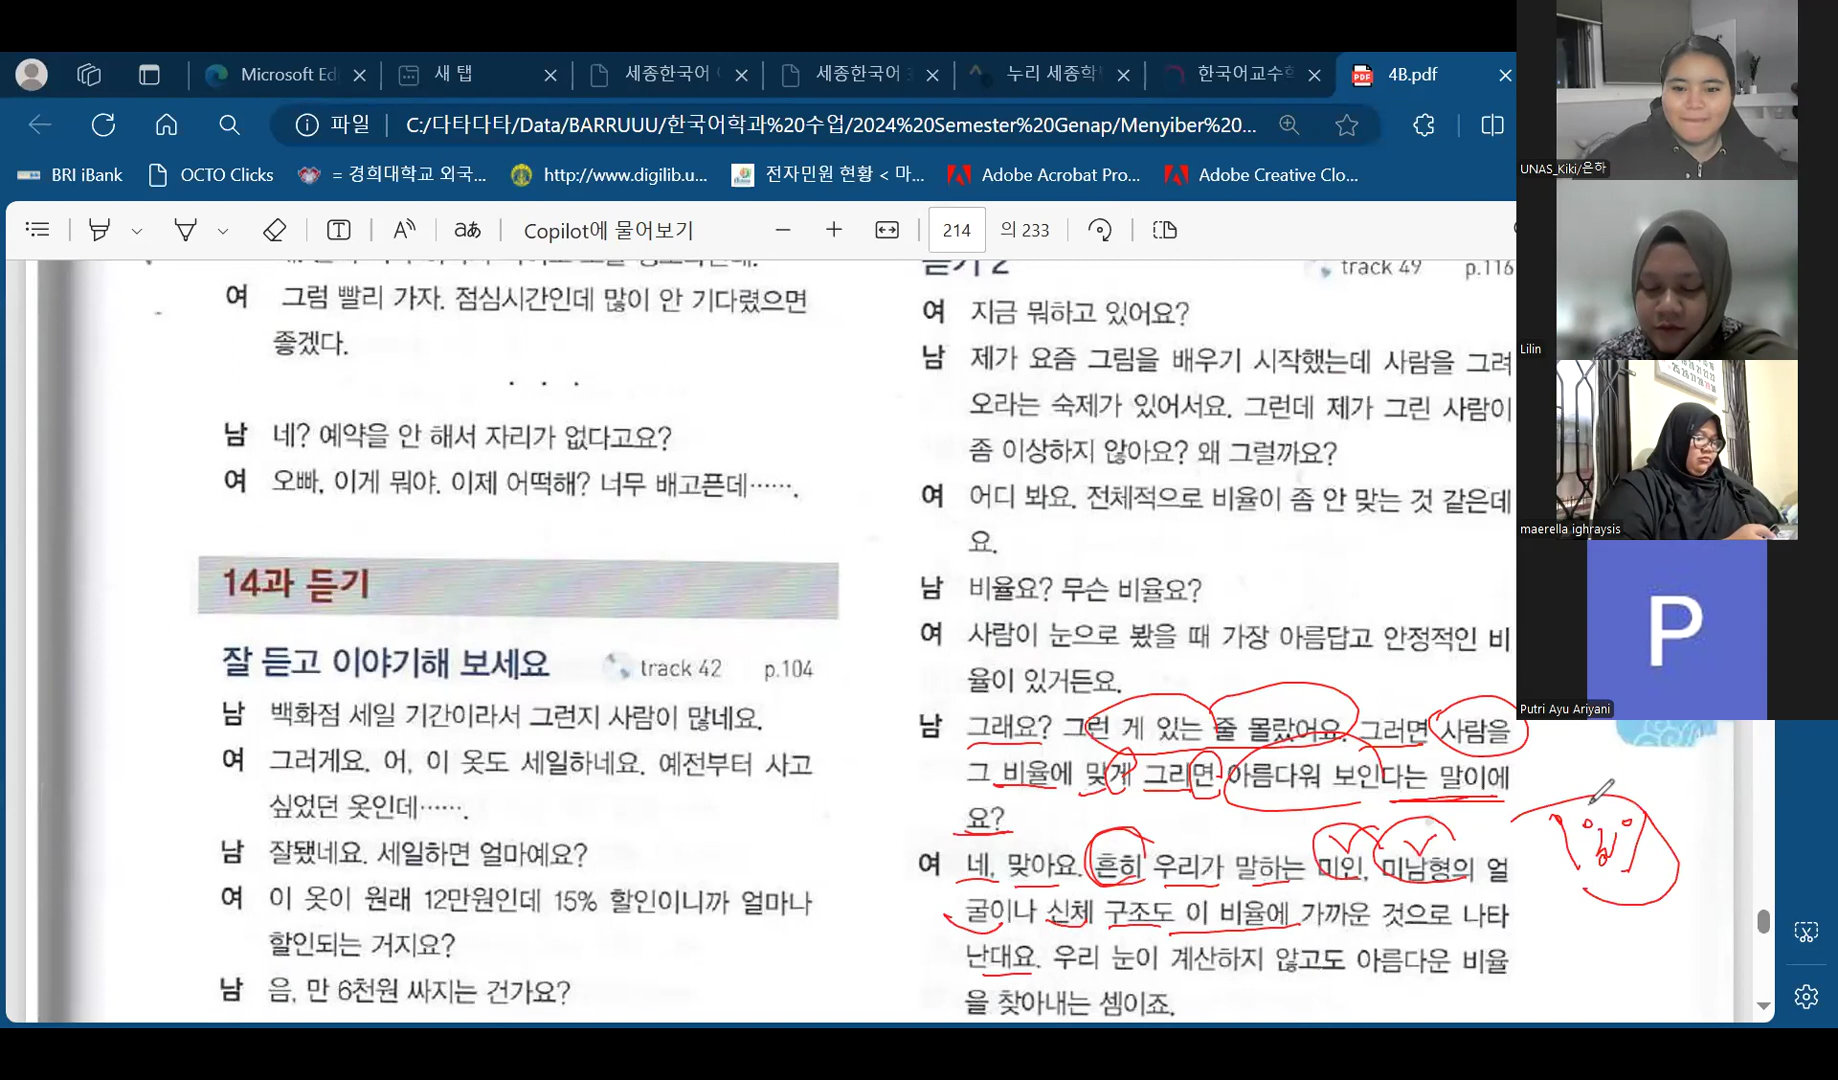 Microsoft Ed
새 탭
세종한국어
세종한국어
누리 세종학
한국어교수학
4B.pdf
파일
C:/다타다타/Data/BARRUUU/한국어학과%20수업/2024%20Semester%20Genap/Menyiber%20...
BRI iBank
OCTO Clicks
= 경희대학교 외국...
http://www.digilib.u...
전자민원 현황 < 마...
Adobe Acrobat Pro...
Adobe Creative Clo...
Copilot에 물어보기
214
의 233
여 그럼 빨리 가자. 점심시간인데 많이 안 기다렸으면
좋겠다.
. . .
남 네? 예약을 안 해서 자리가 없다고요?
여 오빠, 이게 뭐야. 이제 어떡해? 너무 배고픈데…….
14과 듣기
잘 듣고 이야기해 보세요 track 42 p.104
남 백화점 세일 기간이라서 그런지 사람이 많네요.
여 그러게요. 어, 이 옷도 세일하네요. 예전부터 사고
싶었던 옷인데…….
남 잘됐네요. 세일하면 얼마예요?
여 이 옷이 원래 12만원인데 15% 할인이니까 얼마나
할인되는 거지요?
남 음, 만 6천원 싸지는 건가요?
듣기 2 track 49 p.116
여 지금 뭐하고 있어요?
남 제가 요즘 그림을 배우기 시작했는데 사람을 그려
오라는 숙제가 있어서요. 그런데 제가 그린 사람이
좀 이상하지 않아요? 왜 그럴까요?
여 어디 봐요. 전체적으로 비율이 좀 안 맞는 것 같은데
요.
남 비율요? 무슨 비율요?
여 사람이 눈으로 봤을 때 가장 아름답고 안정적인 비
율이 있거든요.
남 그래요? 그런 게 있는 줄 몰랐어요. 그러면 사람을
그 비율에 맞게 그리면 아름다워 보인다는 말이에
요?
여 네, 맞아요. 흔히 우리가 말하는 미인, 미남형의 얼
굴이나 신체 구조도 이 비율에 가까운 것으로 나타
난대요. 우리 눈이 계산하지 않고도 아름다운 비율
을 찾아내는 셈이죠.
UNAS_Kiki/은하
Lilin
maerella ighraysis
P
Putri Ayu Ariyani